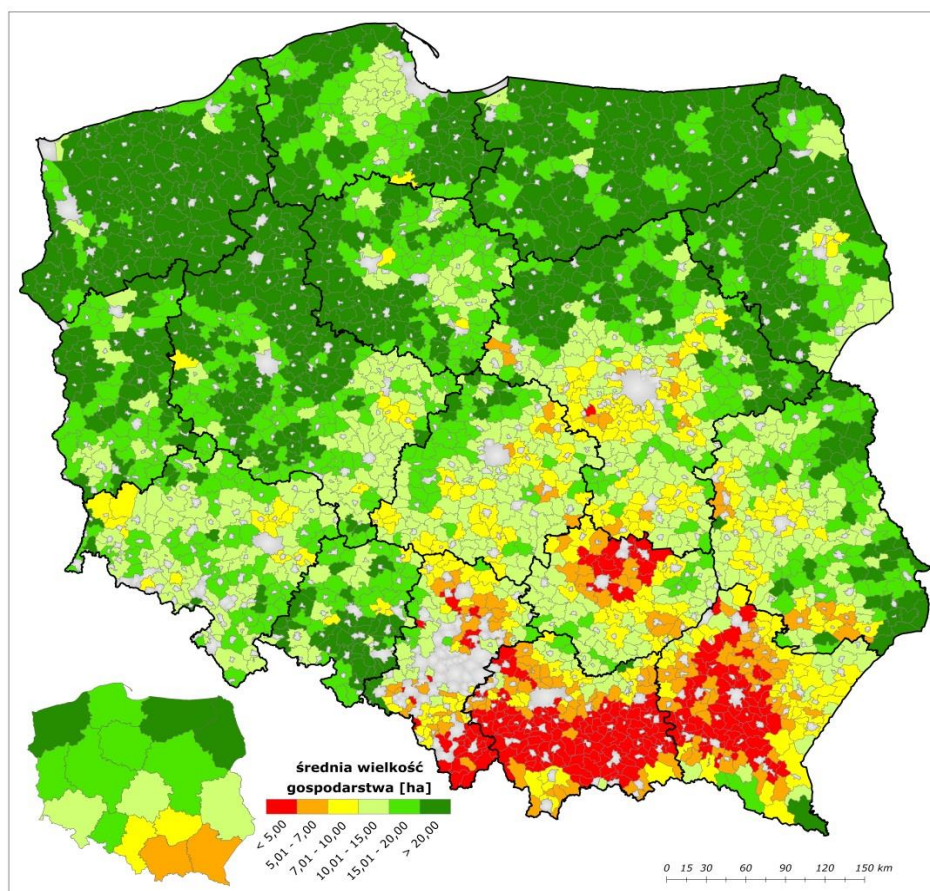 średnia wielkość
gospodarstwa [ha]
< 5,00
5,01 - 7,00
7,01 - 10,00
10,01 - 15,00
15,01 - 20,00
> 20,00
0 15 30 60 90 120 150 km